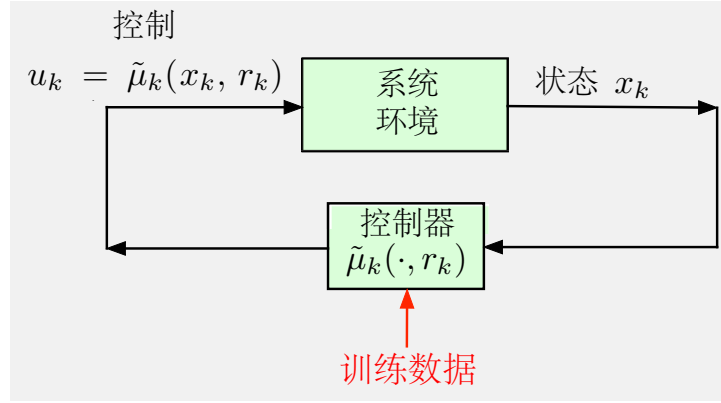 控制
u_k = μ̃_k(x_k, r_k)
系统
环境
状态 x_k
控制器
μ̃_k(·, r_k)
训练数据